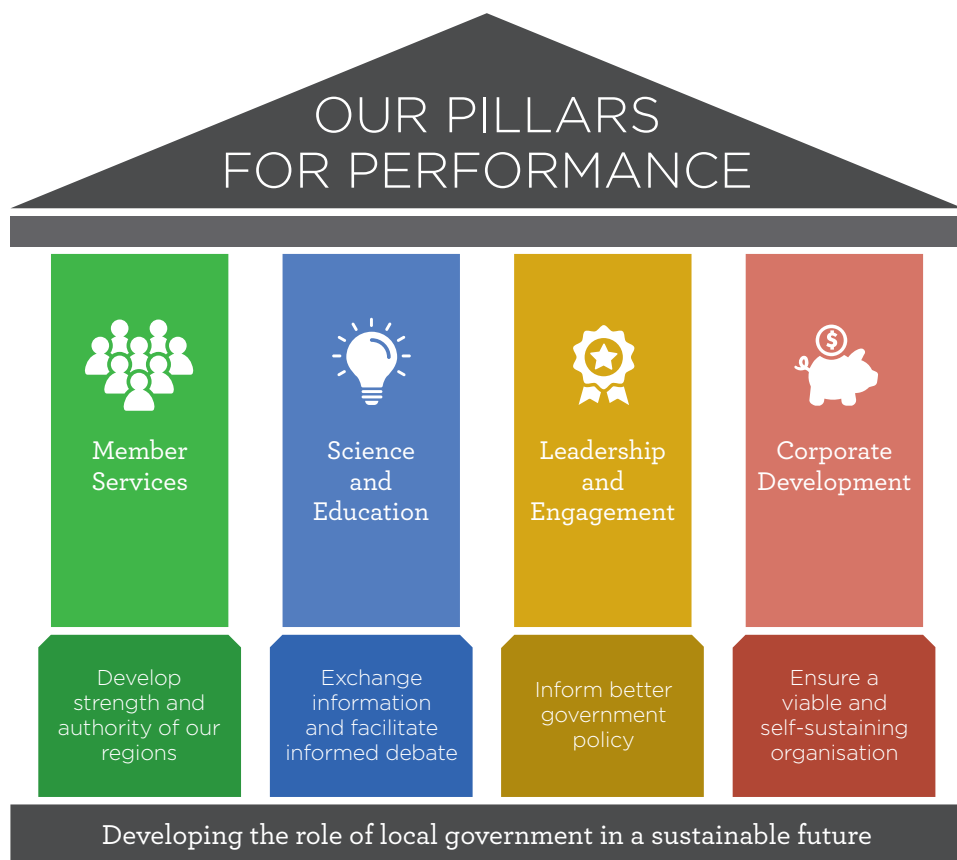 OUR PILLARS
FOR PERFORMANCE
$
Member
Services
Science
and
Education
Leadership
and
Engagement
Corporate
Development
Develop
strength and
authority of our
regions
Exchange
information
and facilitate
informed debate
Inform better
government
policy
Ensure a
viable and
self-sustaining
organisation
Developing the role of local government in a sustainable future